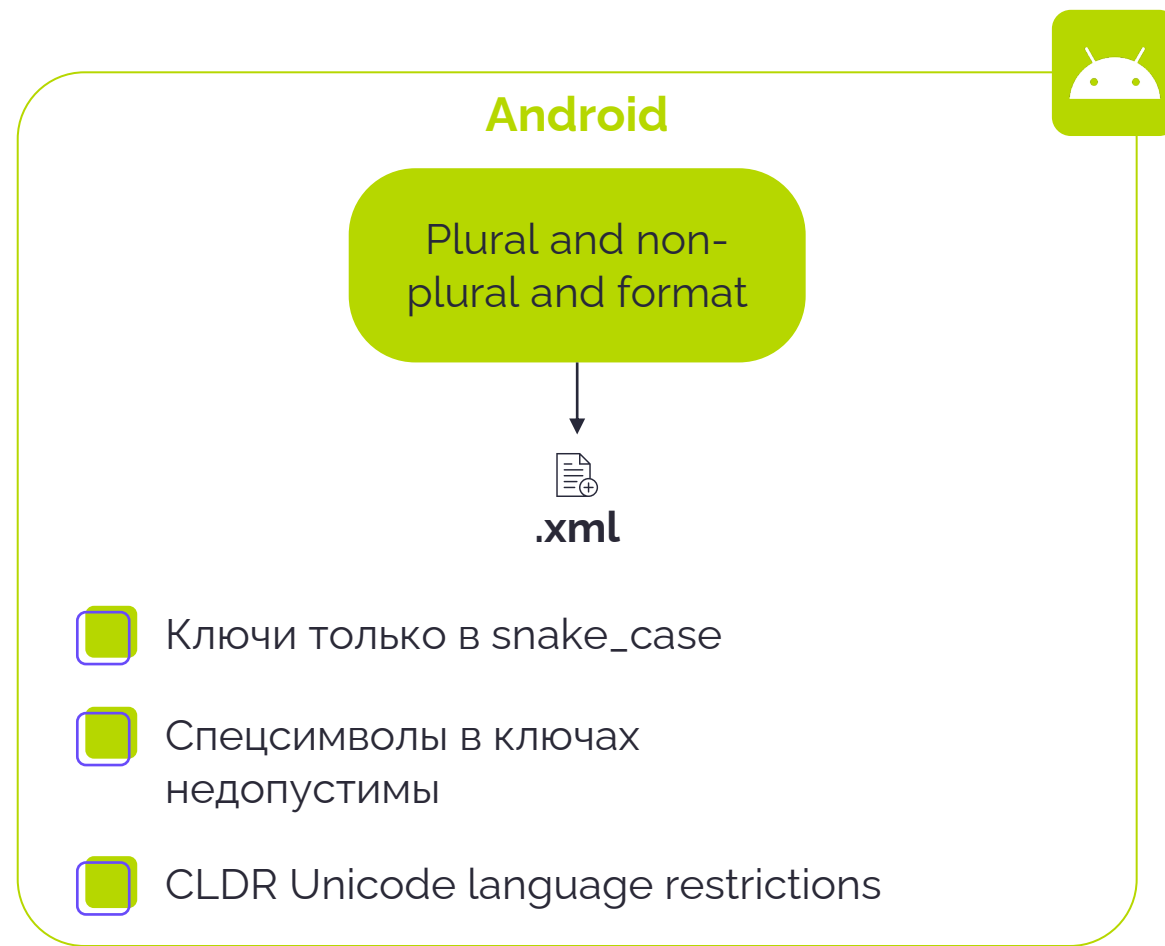 Android
Plural and non-
plural and format
.xml
Ключи только в snake_case
Спецсимволы в ключах
недопустимы
CLDR Unicode language restrictions